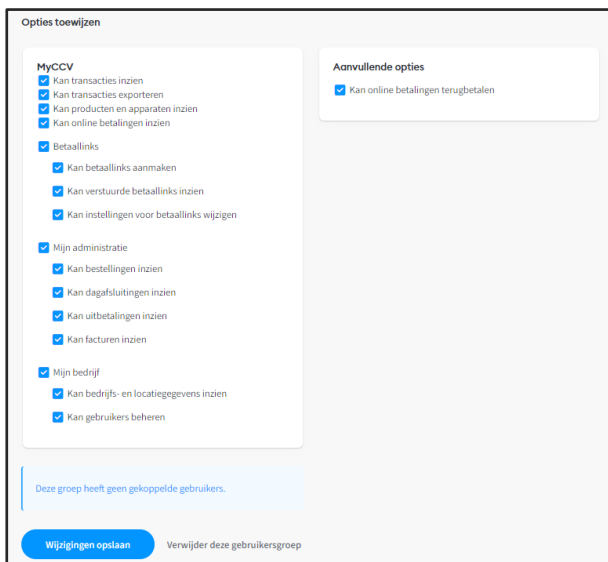 Opties toewijzen
MyCCV
Kan transacties inzien
Kan transacties exporteren
Kan producten en apparaten inzien
Kan online betalingen inzien
Betaallinks
Kan betaallinks aanmaken
Kan verstuurde betaallinks inzien
Kan instellingen voor betaallinks wijzigen
Mijn administratie
Kan bestellingen inzien
Kan dagafsluitingen inzien
Kan uitbetalingen inzien
Kan facturen inzien
Mijn bedrijf
Kan bedrijfs- en locatiegegevens inzien
Kan gebruikers beheren
Aanvullende opties
Kan online betalingen terugbetalen
Deze groep heeft geen gekoppelde gebruikers.
Wijzigingen opslaan
Verwijder deze gebruikersgroep